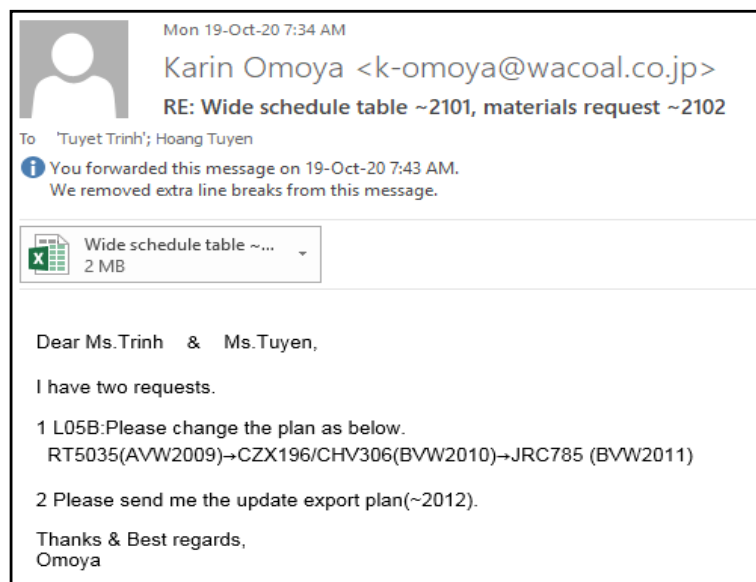 Mon 19-Oct-20 7:34 AM
Karin Omoya <k-omoya@wacoal.co.jp>
RE: Wide schedule table ~2101, materials request ~2102
To 'Tuyet Trinh'; Hoang Tuyen
You forwarded this message on 19-Oct-20 7:43 AM.
We removed extra line breaks from this message.
Wide schedule table ~...
2 MB
Dear Ms.Trinh & Ms.Tuyen,
I have two requests.
1 L05B:Please change the plan as below.
RT5035(AVW2009)→CZX196/CHV306(BVW2010)→JRC785 (BVW2011)
2 Please send me the update export plan(~2012).
Thanks & Best regards,
Omoya